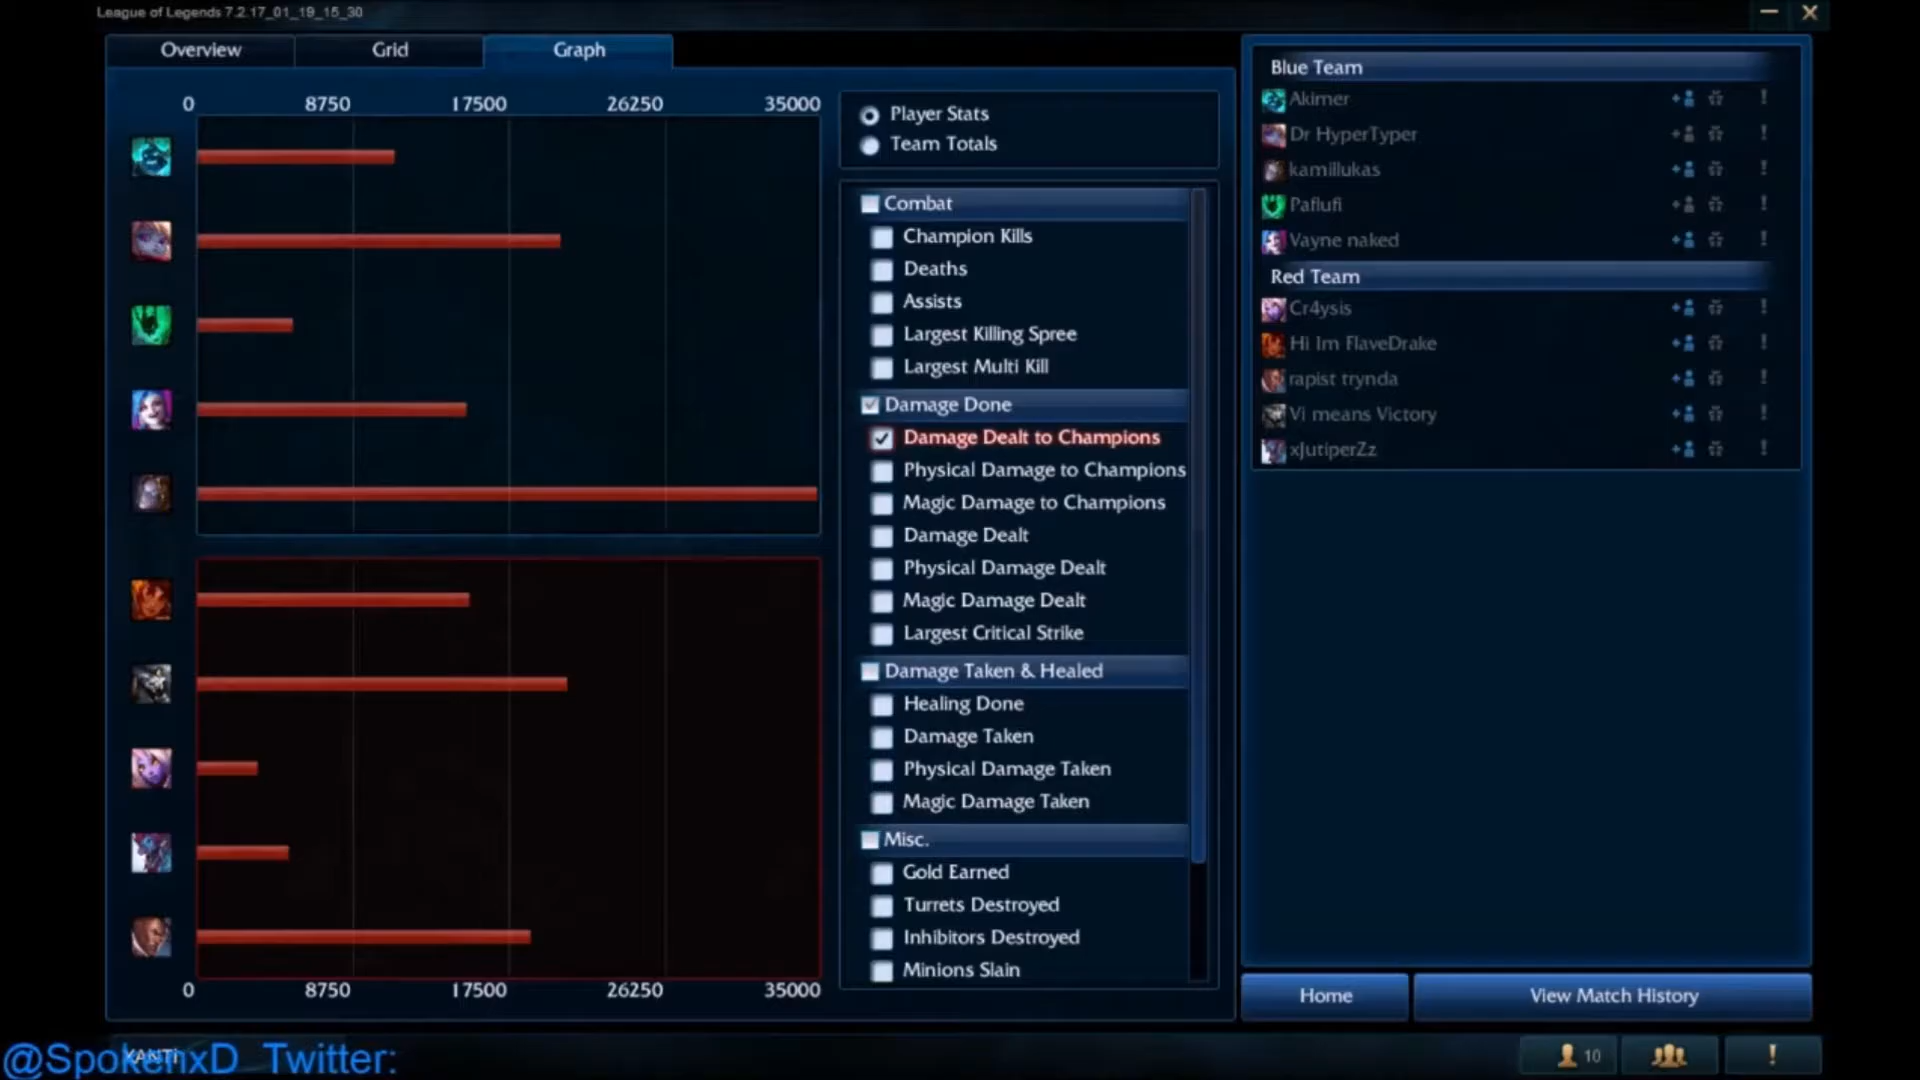 League of Legends 7.2.17_01_19_15_30
Overview
Grid
Graph
0 8750 17500 26250 35000
0 8750 17500 26250 35000
Player Stats
Team Totals
Combat
Champion Kills
Deaths
Assists
Largest Killing Spree
Largest Multi Kill
Damage Done
Damage Dealt to Champions
Physical Damage to Champions
Magic Damage to Champions
Damage Dealt
Physical Damage Dealt
Magic Damage Dealt
Largest Critical Strike
Damage Taken & Healed
Healing Done
Damage Taken
Physical Damage Taken
Magic Damage Taken
Misc.
Gold Earned
Turrets Destroyed
Inhibitors Destroyed
Minions Slain
Blue Team
Akimer
Dr HyperTyper
kamillukas
Paflufi
Vayne naked
Red Team
Cr4ysis
Hi Im FlaveDrake
rapist trynda
Vi means Victory
xJutiperZz
Home
View Match History
@SpokenxD Twitter:
10